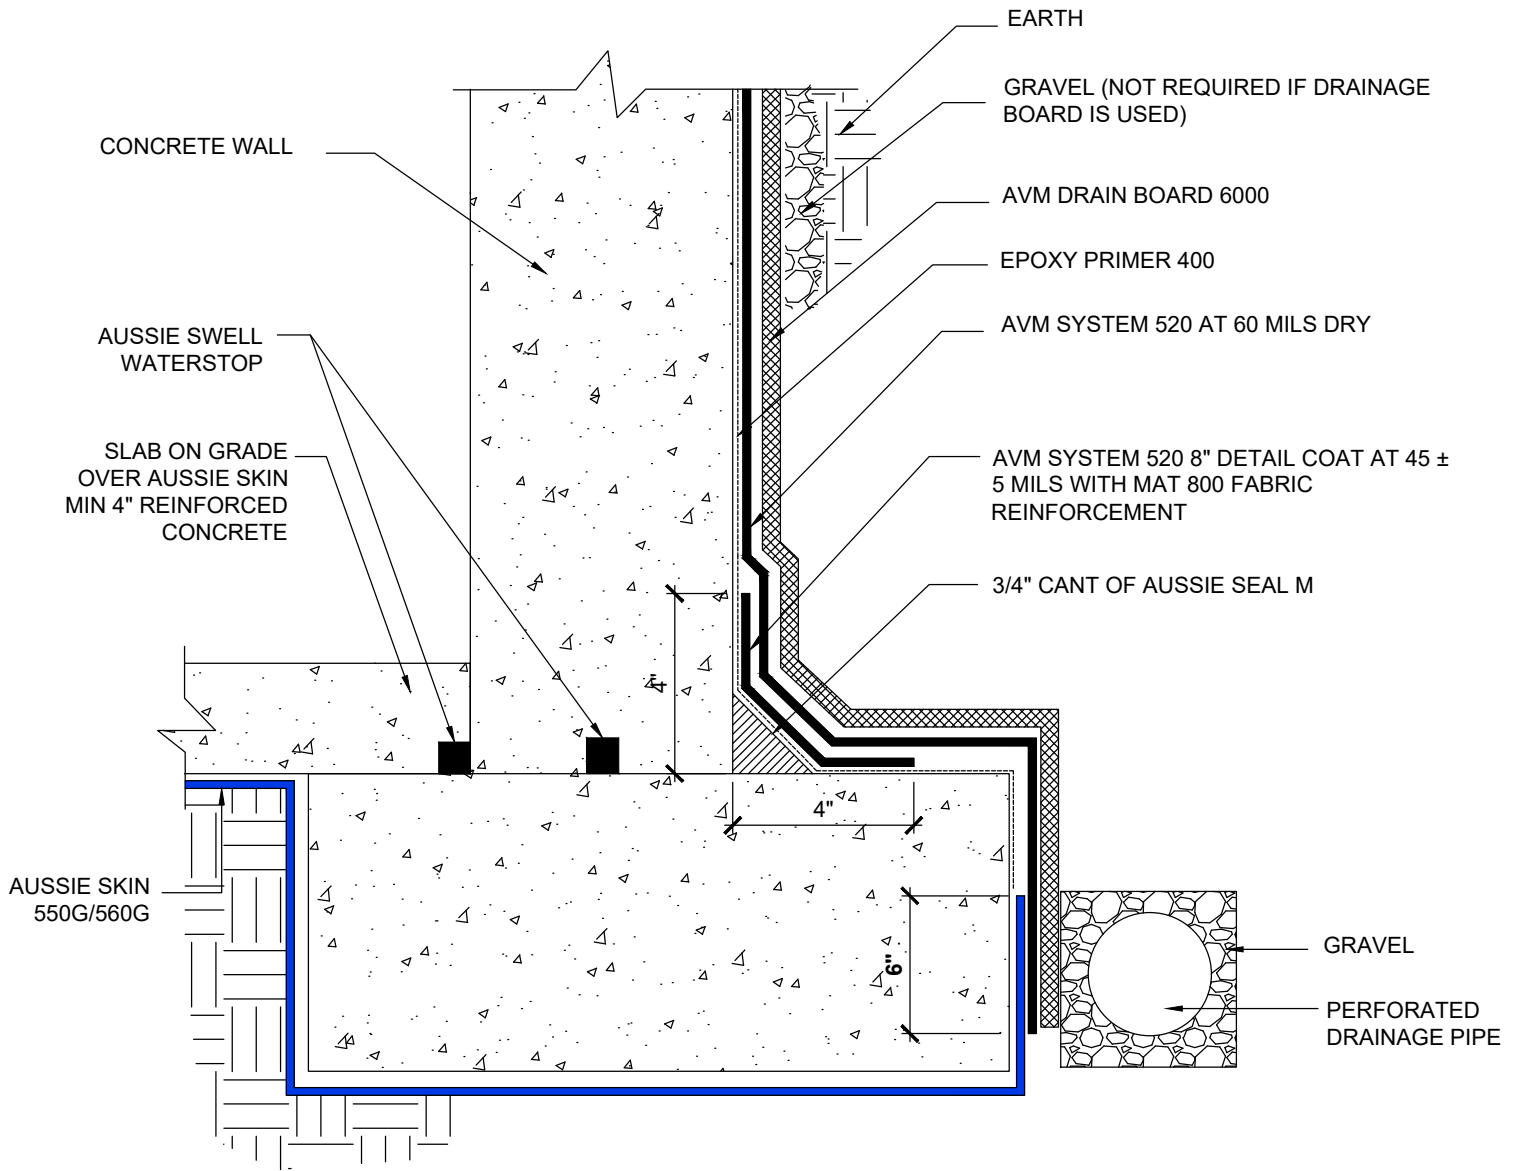 EARTH
GRAVEL (NOT REQUIRED IF DRAINAGE
BOARD IS USED)
CONCRETE WALL
AVM DRAIN BOARD 6000
EPOXY PRIMER 400
AVM SYSTEM 520 AT 60 MILS DRY
AUSSIE SWELL
WATERSTOP
SLAB ON GRADE
OVER AUSSIE SKIN
MIN 4" REINFORCED
CONCRETE
AVM SYSTEM 520 8" DETAIL COAT AT 45 ±
5 MILS WITH MAT 800 FABRIC
REINFORCEMENT
3/4" CANT OF AUSSIE SEAL M
4"
4"
6"
AUSSIE SKIN
550G/560G
GRAVEL
PERFORATED
DRAINAGE PIPE